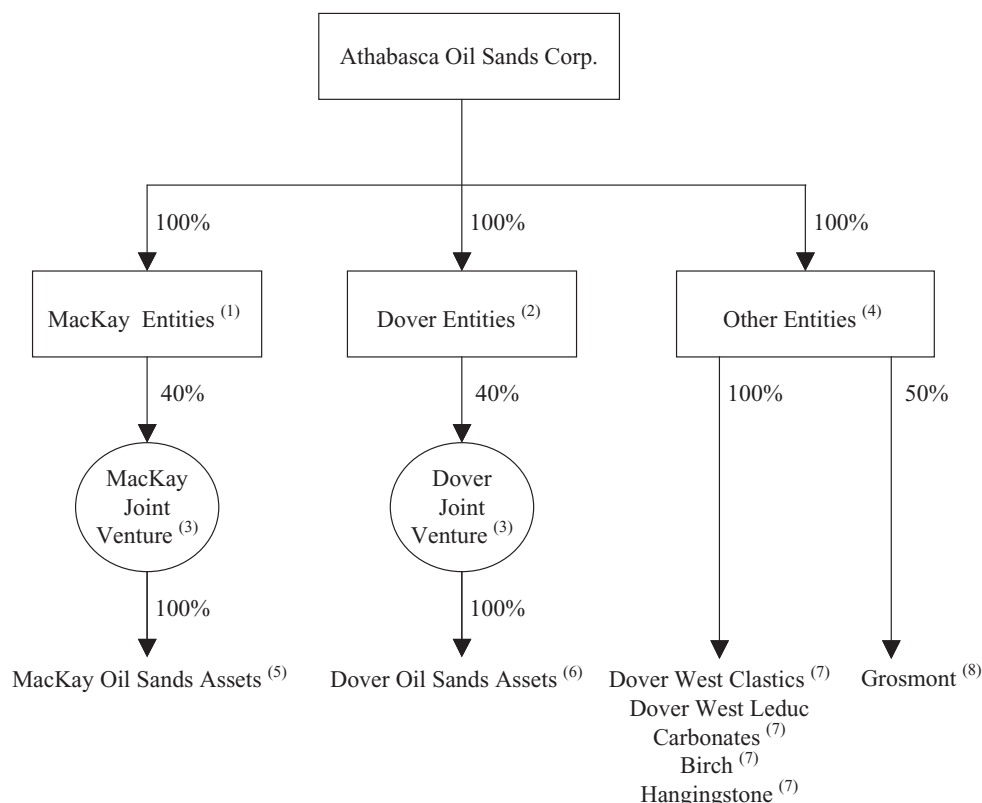 Athabasca Oil Sands Corp.
100%
100%
100%
MacKay Entities (1)
Dover Entities (2)
Other Entities (4)
40%
40%
100%
50%
MacKay
Joint
Venture (3)
Dover
Joint
Venture (3)
100%
100%
MacKay Oil Sands Assets (5)
Dover Oil Sands Assets (6)
Dover West Clastics (7)
Dover West Leduc
Carbonates (7)
Birch (7)
Hangingstone (7)
Grosmont (8)